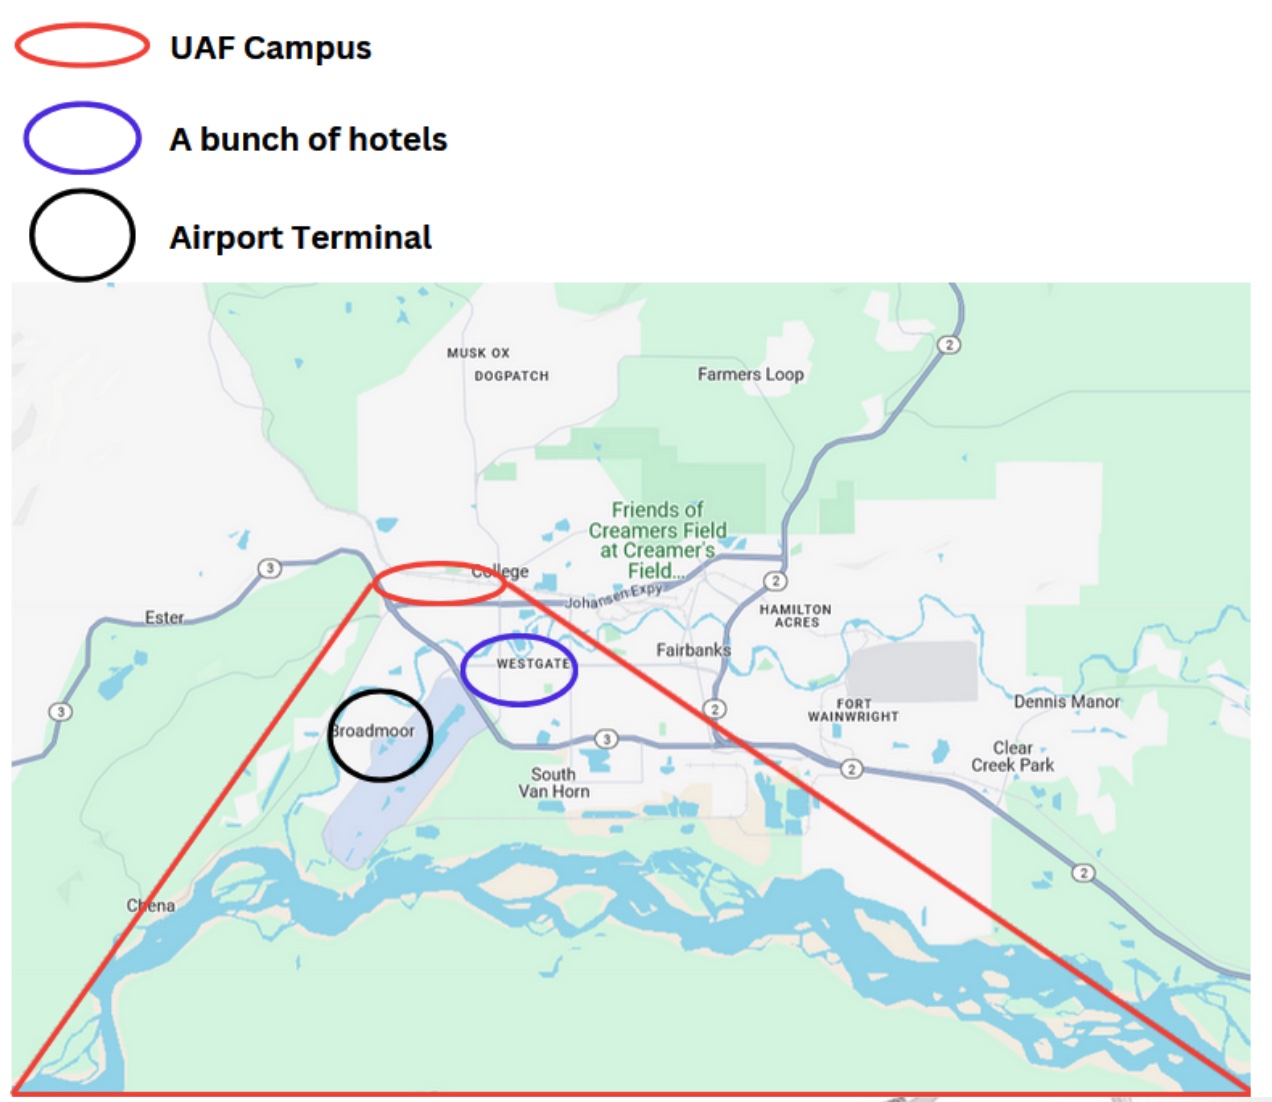 UAF Campus
A bunch of hotels
Airport Terminal
2
MUSK OX
DOGPATCH
Farmers Loop
Friends of
Creamers Field
at Creamer's
Field...
3
College
2
Johansen Expy
HAMILTON
ACRES
Ester
Fairbanks
WESTGATE
Dennis Manor
3
2
FORT
WAINWRIGHT
Broadmoor
3
Clear
Creek Park
2
South
Van Horn
2
Chena